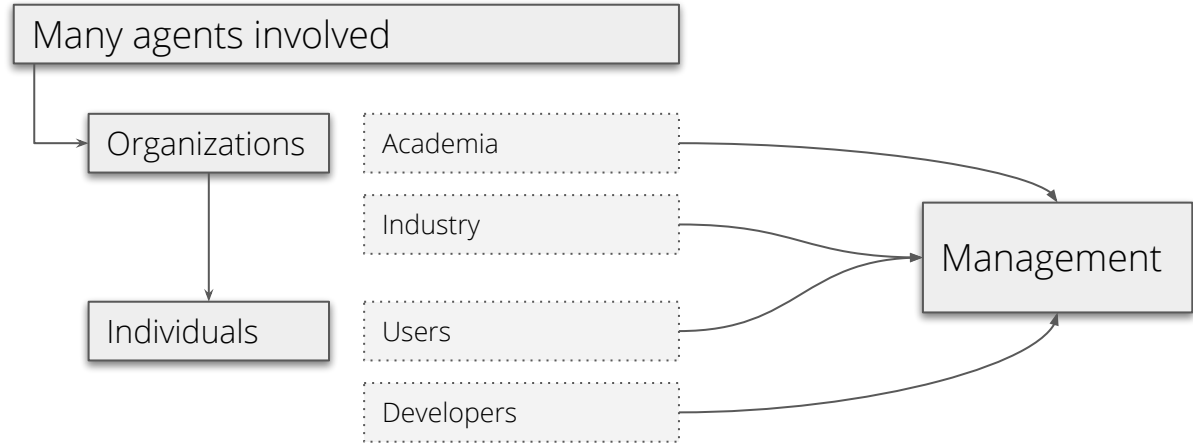 Many agents involved
Organizations
Academia
Industry
Management
Individuals
Users
Developers